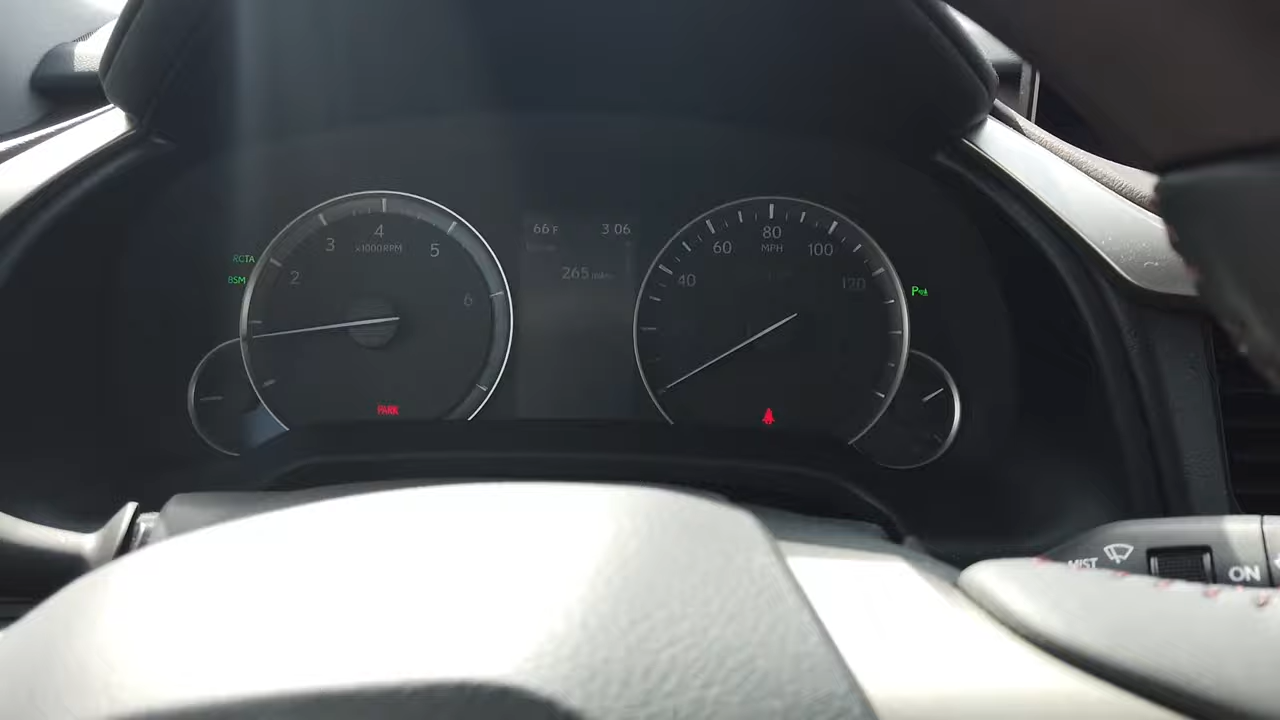 RCTA
BSM
2
3
4
x1000RPM
5
6
PARK
66 F
3 06
265 miles
40
60
80
MPH
100
120
P
MIST
ON